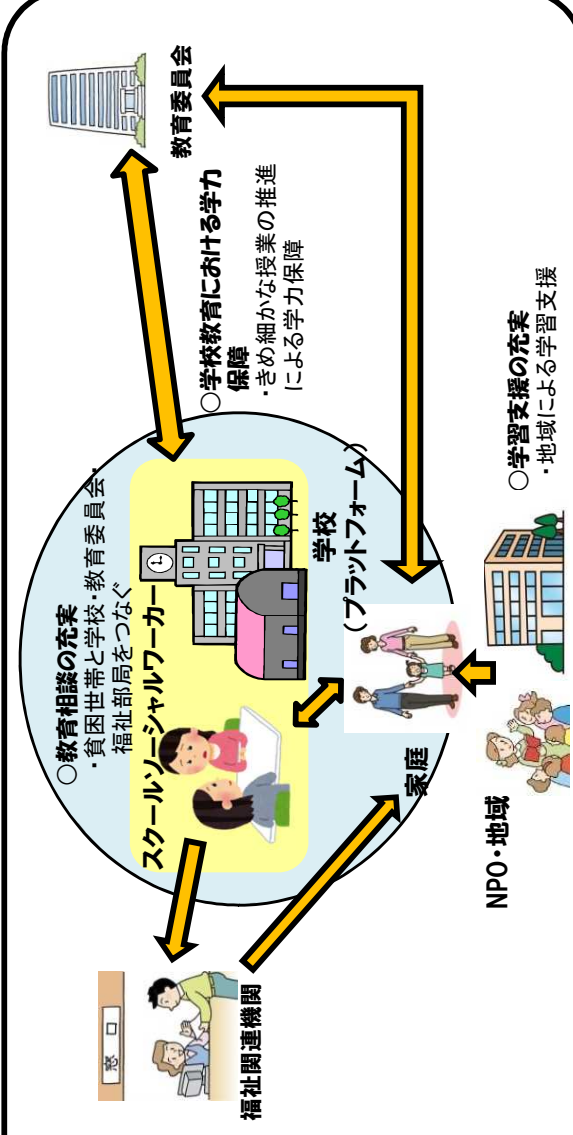 ○教育相談の充実
・貧困世帯と学校・教育委員会・
福祉部局をつなぐ
スクールソーシャルワーカー
窓口
福祉関連機関
学校
（プラットフォーム）
家庭
教育委員会
○学校教育における学力
保障
・きめ細かな授業の推進
による学力保障
NPO・地域
○学習支援の充実
・地域による学習支援